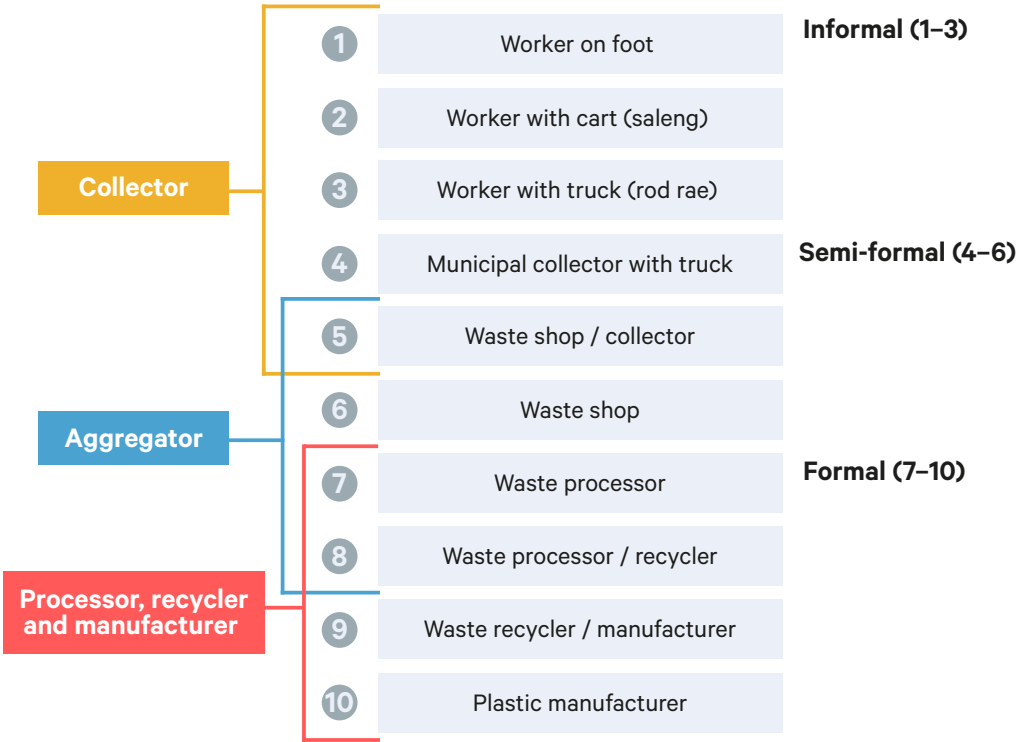 1
Worker on foot
Informal (1–3)
2
Worker with cart (saleng)
Collector
3
Worker with truck (rod rae)
4
Municipal collector with truck
Semi-formal (4–6)
5
Waste shop / collector
6
Waste shop
Aggregator
7
Waste processor
Formal (7–10)
8
Waste processor / recycler
Processor, recycler
and manufacturer
9
Waste recycler / manufacturer
10
Plastic manufacturer